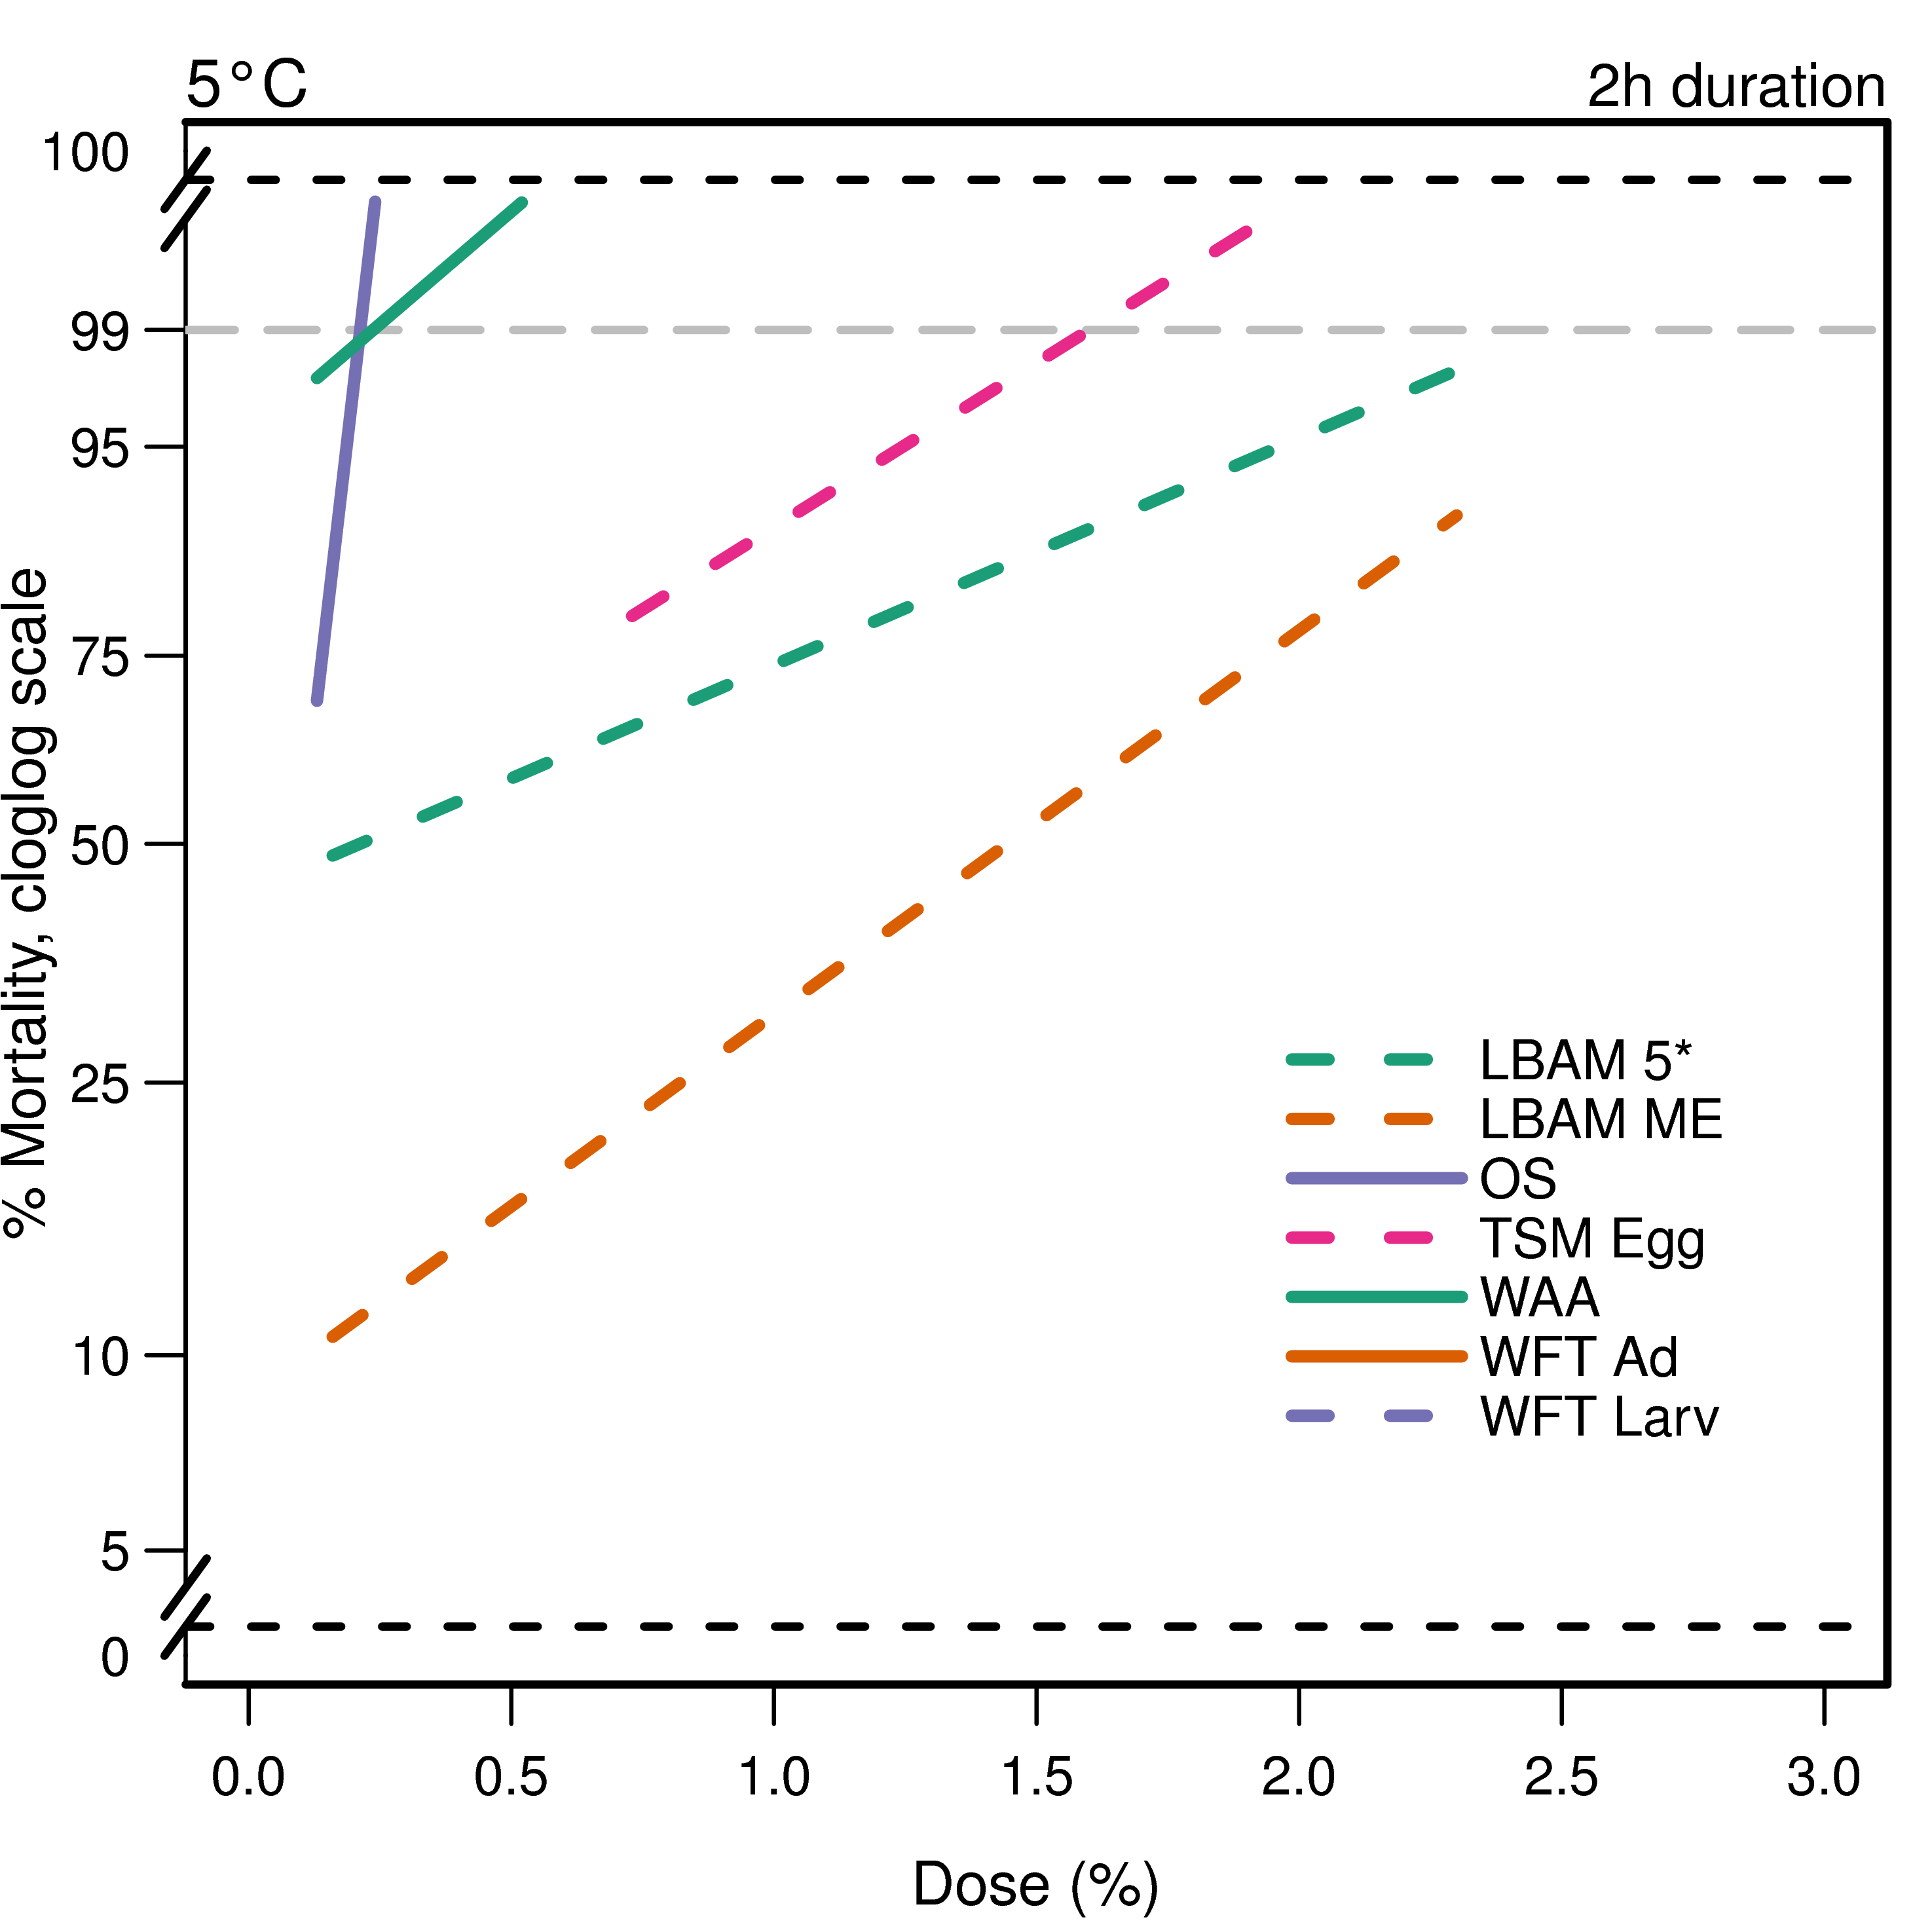 5°C
2h duration
100
99
95
75
50
25
10
5
0
% Mortality, cloglog scale
LBAM 5*
LBAM ME
OS
TSM Egg
WAA
WFT Ad
WFT Larv
0.0 0.5 1.0 1.5 2.0 2.5 3.0
Dose (%)